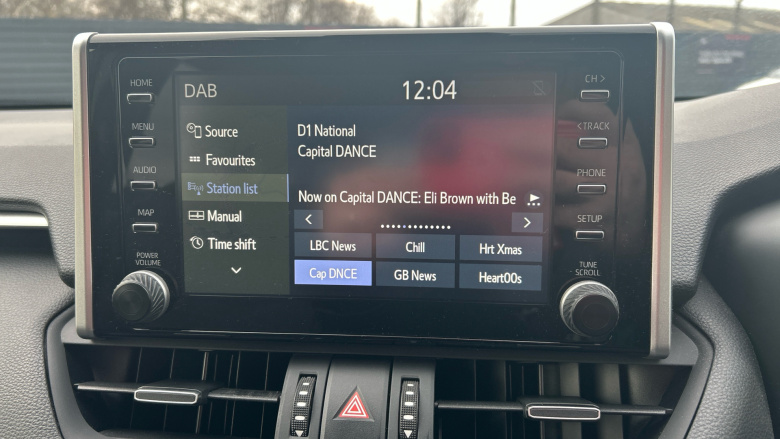 HOME
MENU
AUDIO
MAP
POWER
VOLUME
DAB
12:04
Source
Favourites
Station list
Manual
Time shift
D1 National
Capital DANCE
Now on Capital DANCE: Eli Brown with Be
LBC News
Chill
Hrt Xmas
Cap DNCE
GB News
Heart00s
CH >
< TRACK
PHONE
SETUP
TUNE
SCROLL